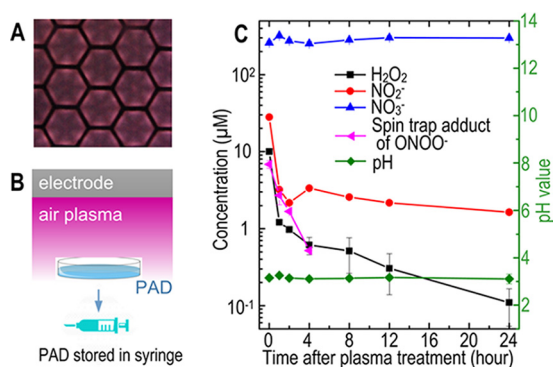 A
B
electrode
air plasma
PAD
PAD stored in syringe
C
Concentration (μM)
10²
10
1
10⁻¹
H₂O₂
NO₂⁻
NO₃⁻
Spin trap adduct
of ONOO⁻
pH
14
12
10
8
6
4
2
pH value
0 4 8 12 16 20 24
Time after plasma treatment (hour)